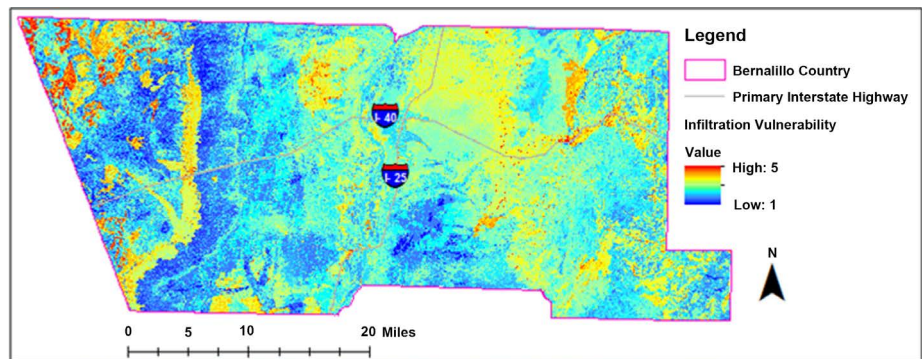 Legend
Bernalillo Country
Primary Interstate Highway
Infiltration Vulnerability
Value
High: 5
Low: 1
I- 40
I- 25
N
0 5 10 20 Miles